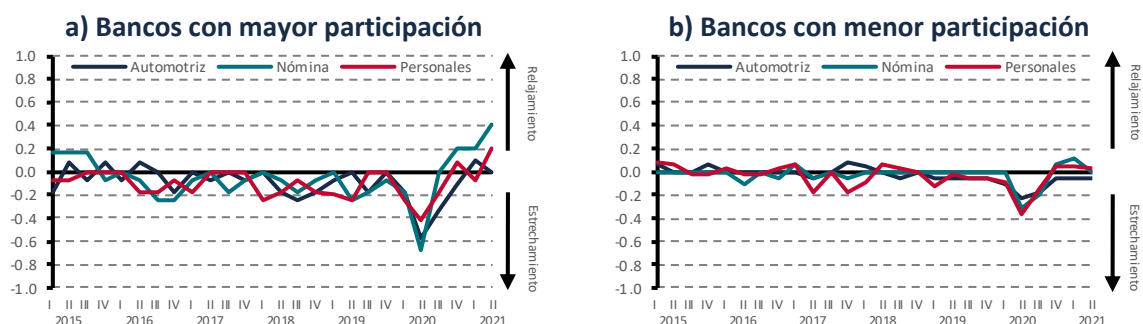 a) Bancos con mayor participación
1.0
0.8
0.6
0.4
0.2
0.0
-0.2
-0.4
-0.6
-0.8
-1.0
Automotriz Nómina Personales
Relajamiento
Estrechamiento
I II III IV I II III IV I II III IV I II III IV I II III IV I II III IV I II
2015 2016 2017 2018 2019 2020 2021
b) Bancos con menor participación
1.0
0.8
0.6
0.4
0.2
0.0
-0.2
-0.4
-0.6
-0.8
-1.0
Automotriz Nómina Personales
Relajamiento
Estrechamiento
I II III IV I II III IV I II III IV I II III IV I II III IV I II III IV I II
2015 2016 2017 2018 2019 2020 2021